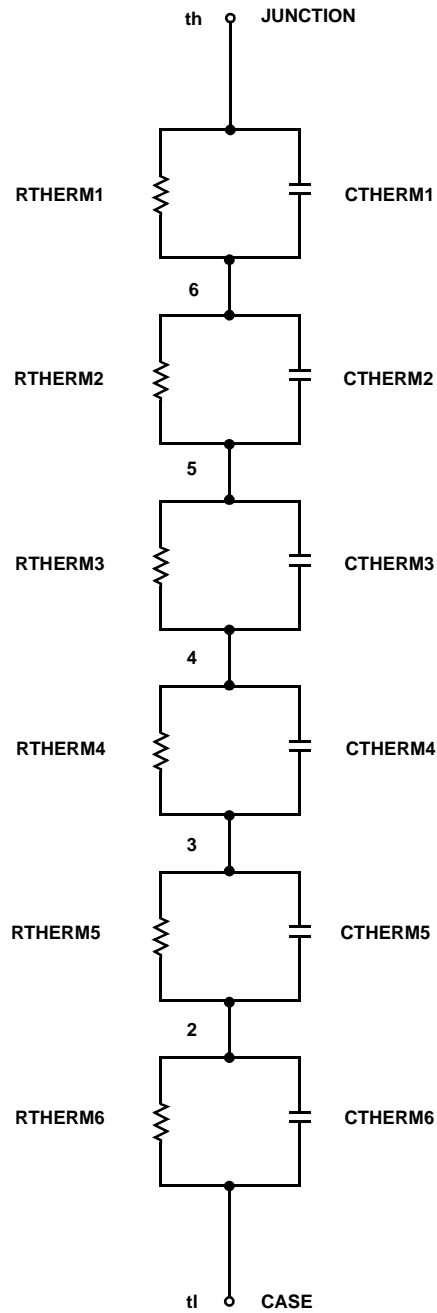 th JUNCTION
RTHERM1 CTHERM1
6
RTHERM2 CTHERM2
5
RTHERM3 CTHERM3
4
RTHERM4 CTHERM4
3
RTHERM5 CTHERM5
2
RTHERM6 CTHERM6
tl CASE